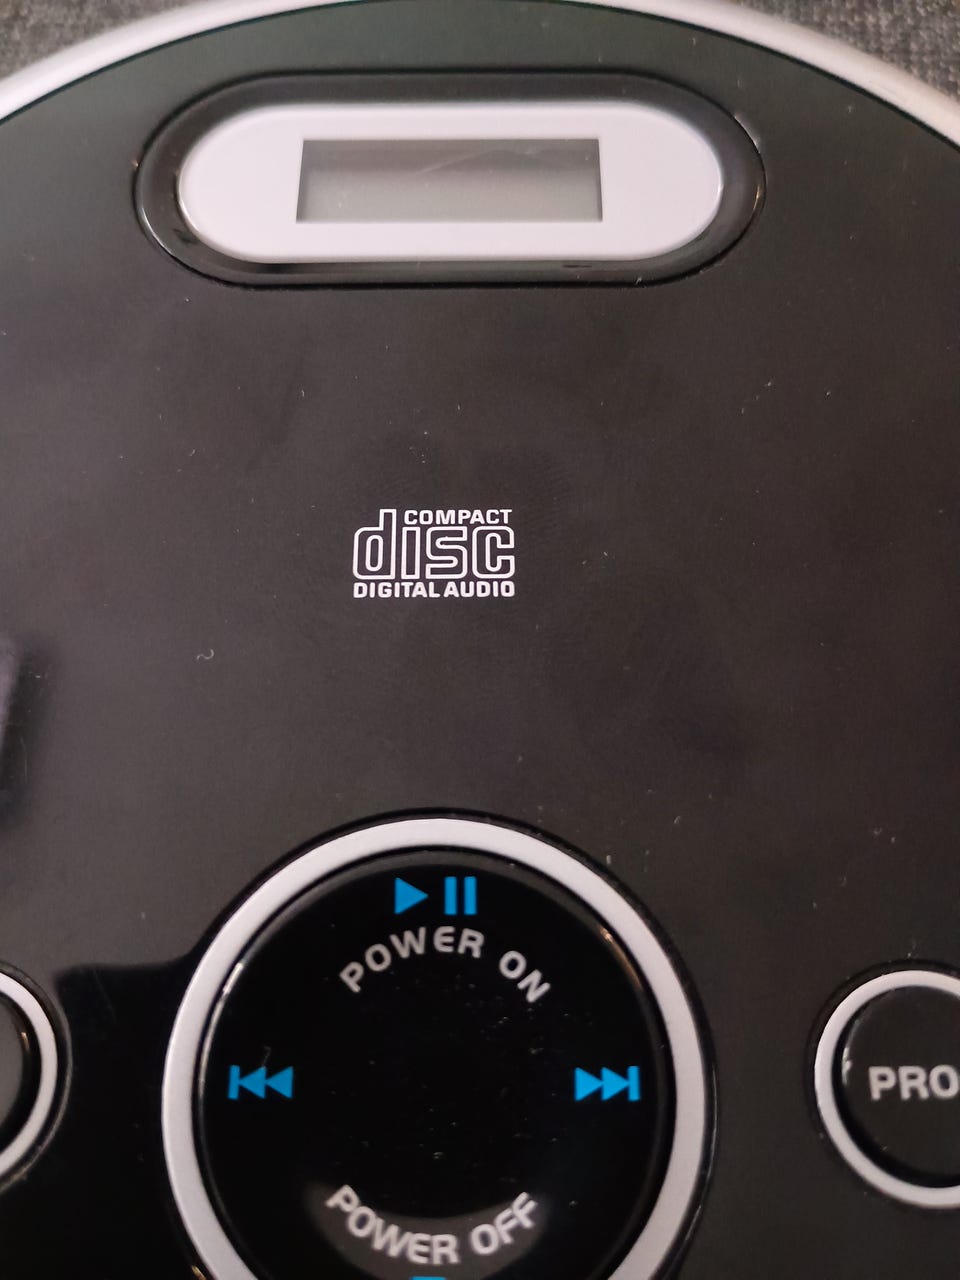 COMPACT
disc
DIGITAL AUDIO
POWER ON
PRO
POWER OFF